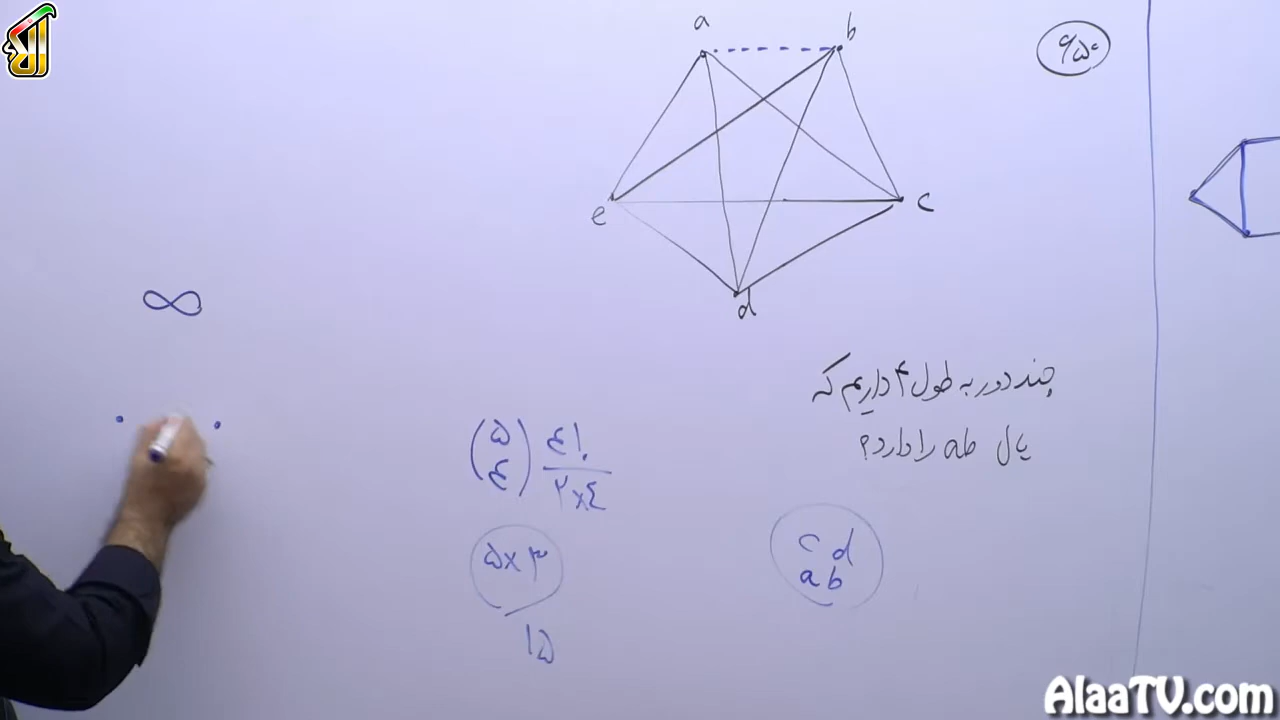 a
b
e
c
d
۹۵۰
چند دور به طول ۴ داریم که
یال
را دارد؟
(۵ ۴) ۴!
۲×۴
۵×۳
۱۵
c d
a b
∞
آلاء
AlaaTV.com